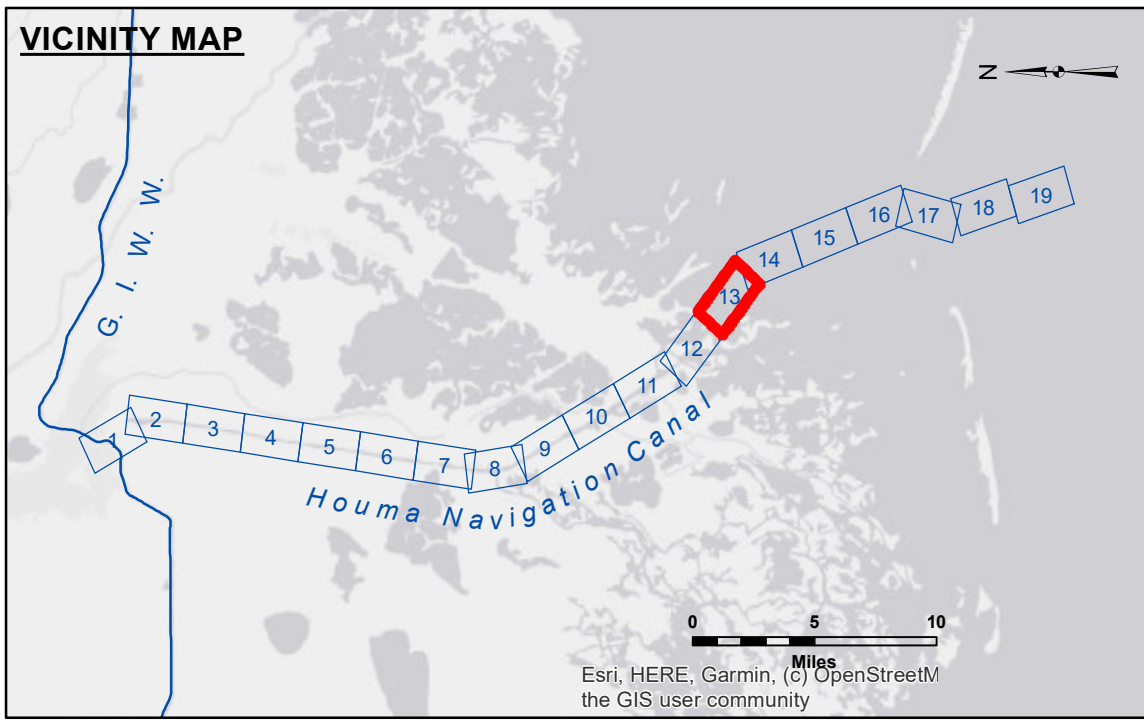 VICINITY MAP
N
G. I. W. W.
1
2
3
4
5
6
7
8
9
10
11
12
13
14
15
16
17
18
19
Houma Navigation Canal
0 5 10
Miles
Esri, HERE, Garmin, (c) OpenStreetM
the GIS user community